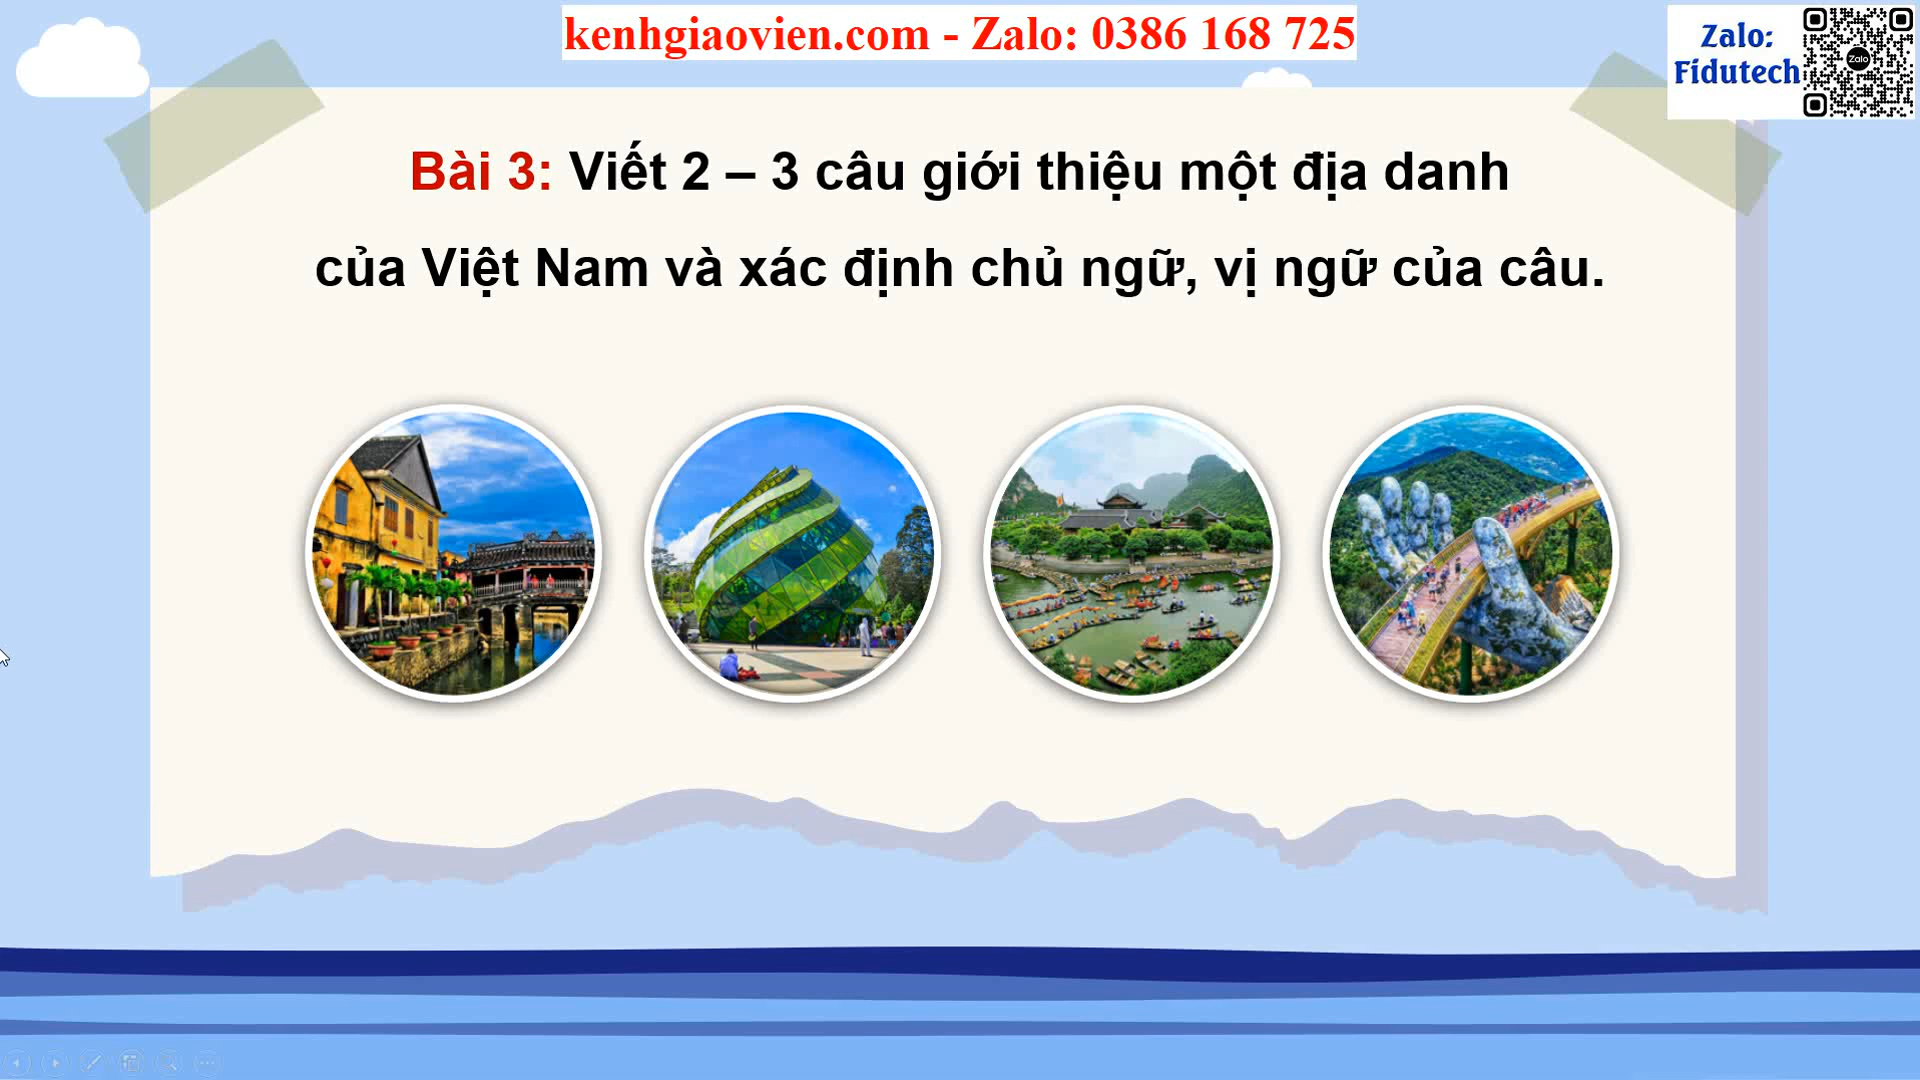 kenhgiaovien.com - Zalo: 0386 168 725
Zalo:
Fidutech
Zalo
Bài 3: Viết 2 – 3 câu giới thiệu một địa danh
của Việt Nam và xác định chủ ngữ, vị ngữ của câu.